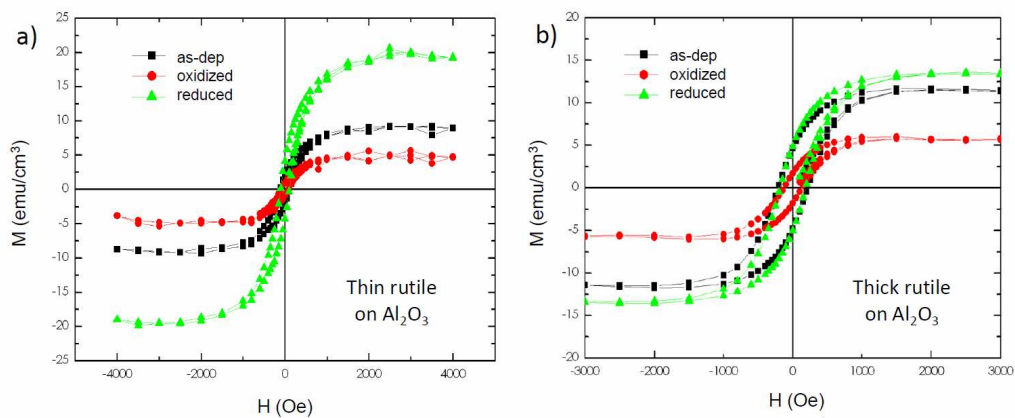 a)
25
20
15
10
5
0
-5
-10
-15
-20
-25
M (emu/cm³)
as-dep
oxidized
reduced
Thin rutile
on Al₂O₃
-4000 -2000 0 2000 4000
H (Oe)
b)
20
15
10
5
0
-5
-10
-15
-20
M (emu/cm³)
as-dep
oxidized
reduced
Thick rutile
on Al₂O₃
-3000 -2000 -1000 0 1000 2000 3000
H (Oe)